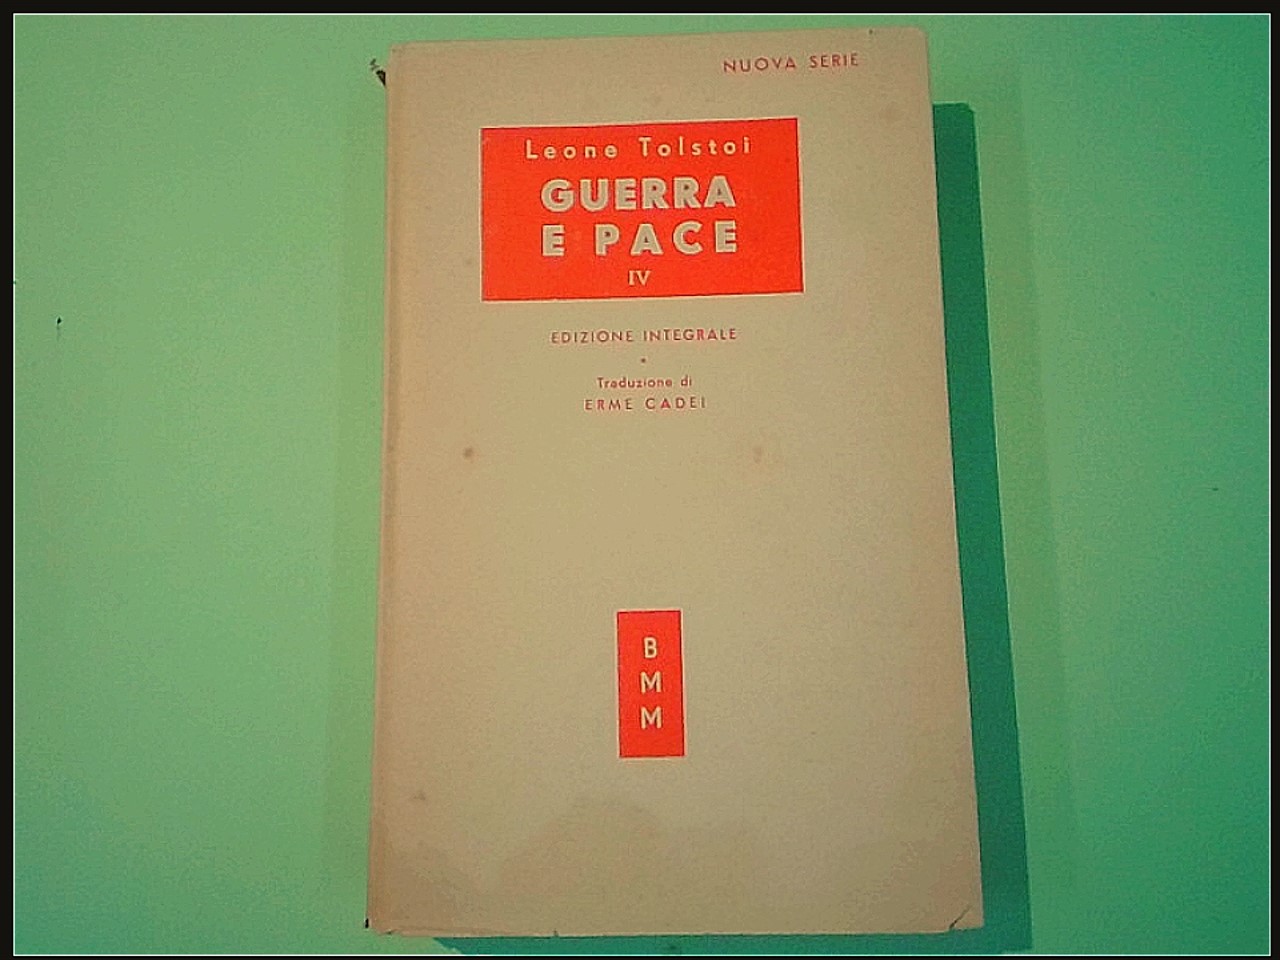 NUOVA SERIE
Leone Tolstoi
GUERRA
E PACE
IV
EDIZIONE INTEGRALE
Traduzione di
ERME CADEI
B
M
M